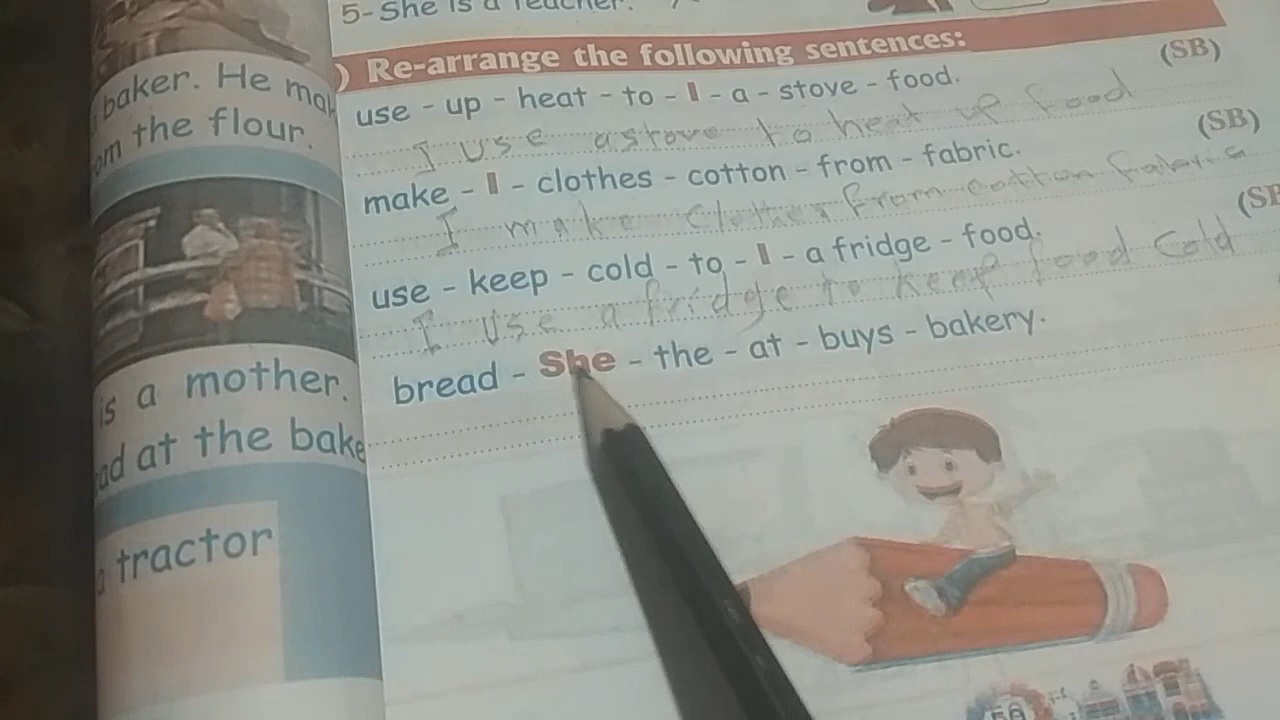 5- She is a Teacher.
) Re-arrange the following sentences:
use - up - heat - to - I - a - stove - food. (SB)
I use a stove to heat up food
make - I - clothes - cotton - from - fabric. (SB)
I make clothes from cotton fabric
use - keep - cold - to - I - a fridge - food. (SB
I use a fridge to keep food cold
bread - She - the - at - buys - bakery.
baker. He mak
om the flour.
is a mother.
ad at the bake
a tractor